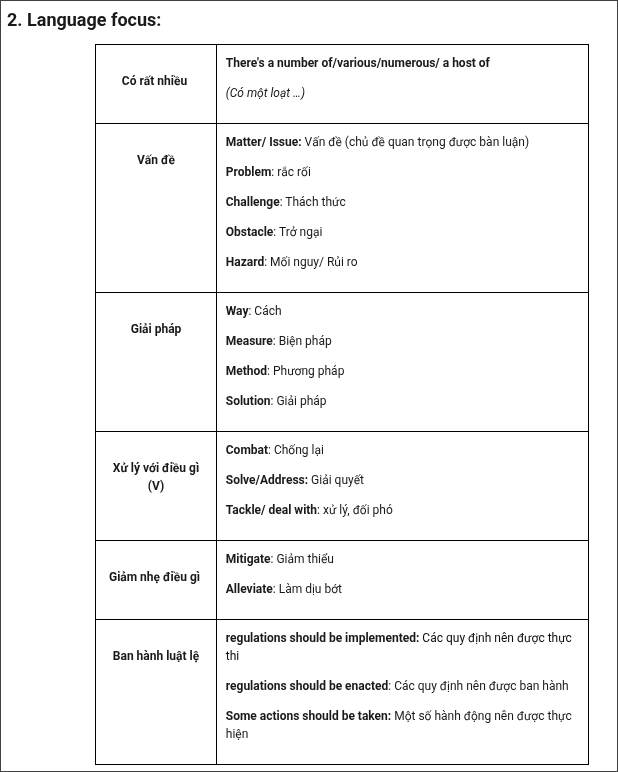 2. Language focus:
Có rất nhiều
There's a number of/various/numerous/ a host of
(Có một loạt ...)
Vấn đề
Matter/ Issue: Vấn đề (chủ đề quan trọng được bàn luận)
Problem: rắc rối
Challenge: Thách thức
Obstacle: Trở ngại
Hazard: Mối nguy/ Rủi ro
Giải pháp
Way: Cách
Measure: Biện pháp
Method: Phương pháp
Solution: Giải pháp
Xử lý với điều gì
(V)
Combat: Chống lại
Solve/Address: Giải quyết
Tackle/ deal with: xử lý, đối phó
Giảm nhẹ điều gì
Mitigate: Giảm thiểu
Alleviate: Làm dịu bớt
Ban hành luật lệ
regulations should be implemented: Các quy định nên được thực
thi
regulations should be enacted: Các quy định nên được ban hành
Some actions should be taken: Một số hành động nên được thực
hiện